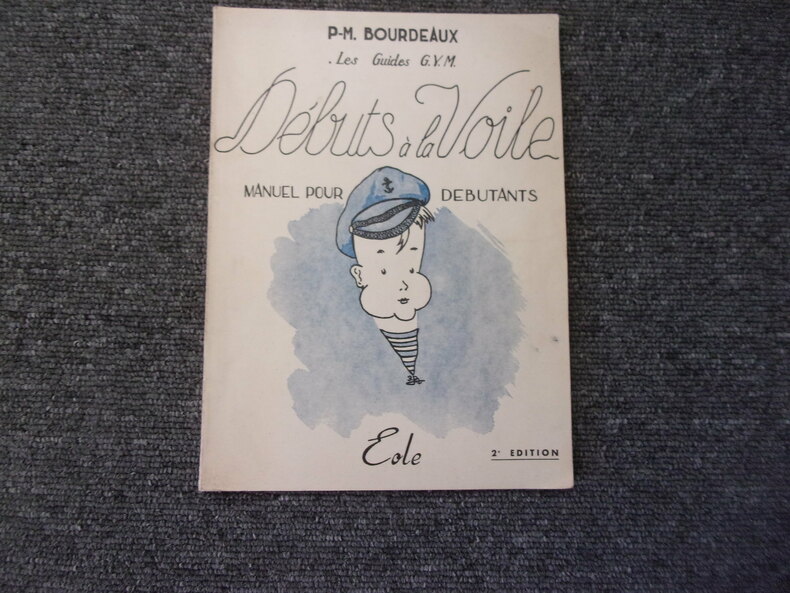 P-M. BOURDEAUX
. Les Guides G.V.M.
Débuts à la Voile
MANUEL POUR DEBUTANTS
Eole
2e EDITION